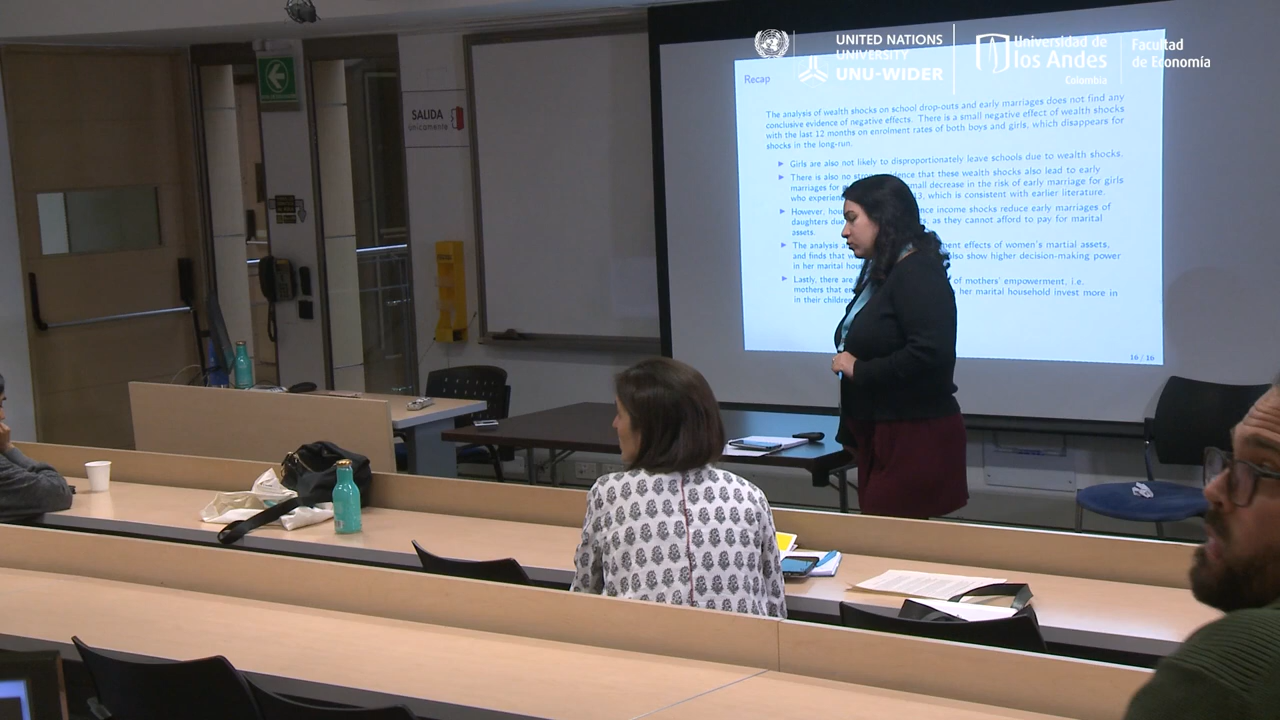 UNITED NATIONS
UNIVERSITY
UNU-WIDER
Universidad de
los Andes
Colombia
Facultad
de Economía
SALIDA
únicamente
Recap
The analysis of wealth shocks on school drop-outs and early marriages does not find any
conclusive evidence of negative effects. There is a small negative effect of wealth shocks
with the last 12 months on enrolment rates of both boys and girls, which disappears for
shocks in the long-run.
Girls are also not likely to disproportionately leave schools due to wealth shocks.
There is also no evidence that these wealth shocks also lead to early
marriages for small decrease in the risk of early marriage for girls
who 13, which is consistent with earlier literature.
However, income shocks reduce early marriages of
daughters as they cannot afford to pay for marital
assets.
The analysis effects of women's martial assets,
and finds that also show higher decision-making power
in her marital
Lastly, there are of mothers' empowerment, i.e.
mothers that her marital household invest more in
in their
16 / 16